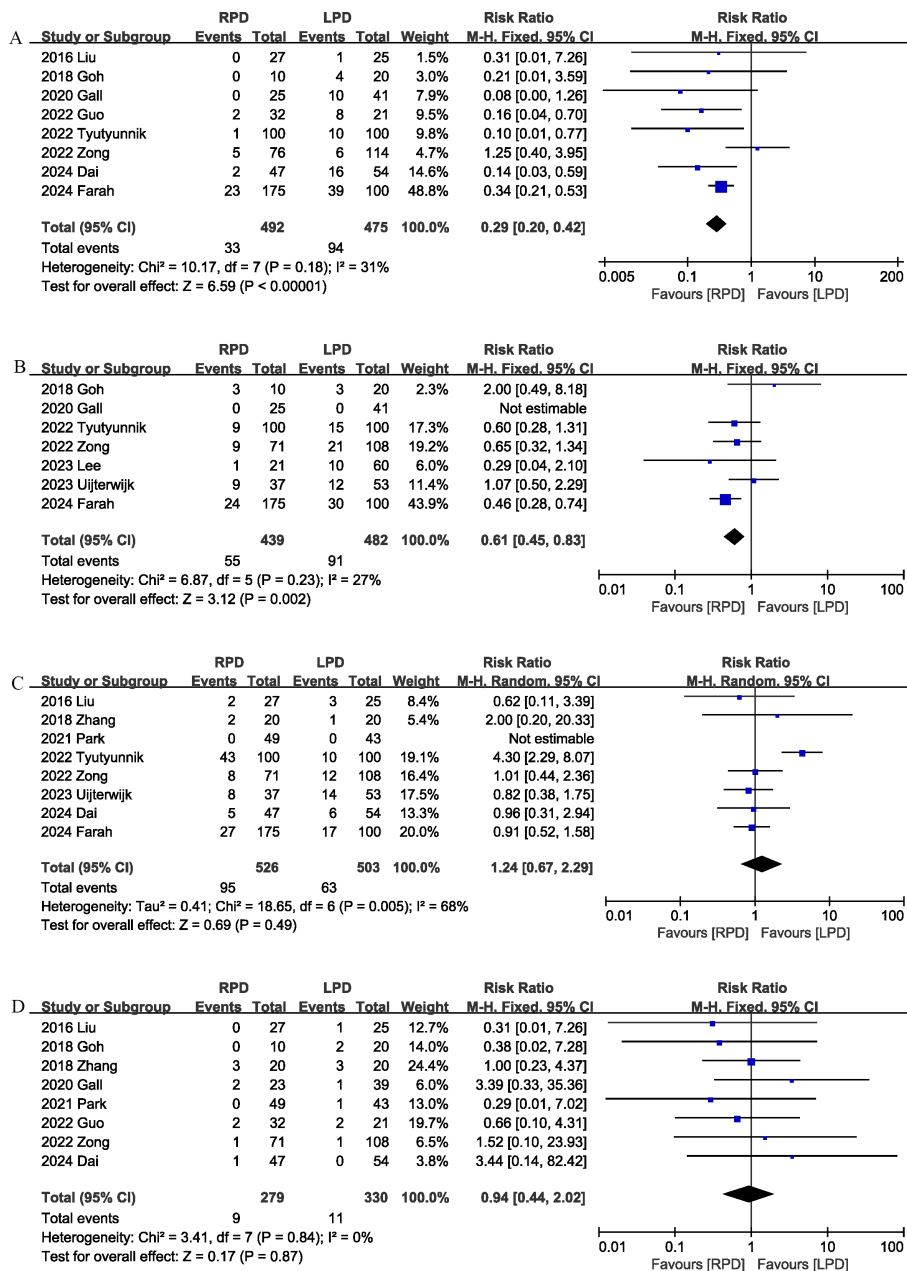 A
RPD LPD Risk Ratio Risk Ratio
Study or Subgroup Events Total Events Total Weight M-H. Fixed. 95% CI M-H. Fixed. 95% CI
2016 Liu 0 27 1 25 1.5% 0.31 [0.01, 7.26]
2018 Goh 0 10 4 20 3.0% 0.21 [0.01, 3.59]
2020 Gall 0 25 10 41 7.9% 0.08 [0.00, 1.26]
2022 Guo 2 32 8 21 9.5% 0.16 [0.04, 0.70]
2022 Tyutyunnik 1 100 10 100 9.8% 0.10 [0.01, 0.77]
2022 Zong 5 76 6 114 4.7% 1.25 [0.40, 3.95]
2024 Dai 2 47 16 54 14.6% 0.14 [0.03, 0.59]
2024 Farah 23 175 39 100 48.8% 0.34 [0.21, 0.53]
Total (95% CI) 492 475 100.0% 0.29 [0.20, 0.42]
Total events 33 94
Heterogeneity: Chi² = 10.17, df = 7 (P = 0.18); I² = 31%
Test for overall effect: Z = 6.59 (P < 0.00001)
0.005 0.1 1 10 200
Favours [RPD] Favours [LPD]
B
RPD LPD Risk Ratio Risk Ratio
Study or Subgroup Events Total Events Total Weight M-H. Fixed. 95% CI M-H. Fixed. 95% CI
2018 Goh 3 10 3 20 2.3% 2.00 [0.49, 8.18]
2020 Gall 0 25 0 41 Not estimable
2022 Tyutyunnik 9 100 15 100 17.3% 0.60 [0.28, 1.31]
2022 Zong 9 71 21 108 19.2% 0.65 [0.32, 1.34]
2023 Lee 1 21 10 60 6.0% 0.29 [0.04, 2.10]
2023 Uijterwijk 9 37 12 53 11.4% 1.07 [0.50, 2.29]
2024 Farah 24 175 30 100 43.9% 0.46 [0.28, 0.74]
Total (95% CI) 439 482 100.0% 0.61 [0.45, 0.83]
Total events 55 91
Heterogeneity: Chi² = 6.87, df = 5 (P = 0.23); I² = 27%
Test for overall effect: Z = 3.12 (P = 0.002)
0.01 0.1 1 10 100
Favours [RPD] Favours [LPD]
C
RPD LPD Risk Ratio Risk Ratio
Study or Subgroup Events Total Events Total Weight M-H. Random. 95% CI M-H. Random. 95% CI
2016 Liu 2 27 3 25 8.4% 0.62 [0.11, 3.39]
2018 Zhang 2 20 1 20 5.4% 2.00 [0.20, 20.33]
2021 Park 0 49 0 43 Not estimable
2022 Tyutyunnik 43 100 10 100 19.1% 4.30 [2.29, 8.07]
2022 Zong 8 71 12 108 16.4% 1.01 [0.44, 2.36]
2023 Uijterwijk 8 37 14 53 17.5% 0.82 [0.38, 1.75]
2024 Dai 5 47 6 54 13.3% 0.96 [0.31, 2.94]
2024 Farah 27 175 17 100 20.0% 0.91 [0.52, 1.58]
Total (95% CI) 526 503 100.0% 1.24 [0.67, 2.29]
Total events 95 63
Heterogeneity: Tau² = 0.41; Chi² = 18.65, df = 6 (P = 0.005); I² = 68%
Test for overall effect: Z = 0.69 (P = 0.49)
0.01 0.1 1 10 100
Favours [RPD] Favours [LPD]
D
RPD LPD Risk Ratio Risk Ratio
Study or Subgroup Events Total Events Total Weight M-H. Fixed. 95% CI M-H. Fixed. 95% CI
2016 Liu 0 27 1 25 12.7% 0.31 [0.01, 7.26]
2018 Goh 0 10 2 20 14.0% 0.38 [0.02, 7.28]
2018 Zhang 3 20 3 20 24.4% 1.00 [0.23, 4.37]
2020 Gall 2 23 1 39 6.0% 3.39 [0.33, 35.36]
2021 Park 0 49 1 43 13.0% 0.29 [0.01, 7.02]
2022 Guo 2 32 2 21 19.7% 0.66 [0.10, 4.31]
2022 Zong 1 71 1 108 6.5% 1.52 [0.10, 23.93]
2024 Dai 1 47 0 54 3.8% 3.44 [0.14, 82.42]
Total (95% CI) 279 330 100.0% 0.94 [0.44, 2.02]
Total events 9 11
Heterogeneity: Chi² = 3.41, df = 7 (P = 0.84); I² = 0%
Test for overall effect: Z = 0.17 (P = 0.87)
0.01 0.1 1 10 100
Favours [RPD] Favours [LPD]